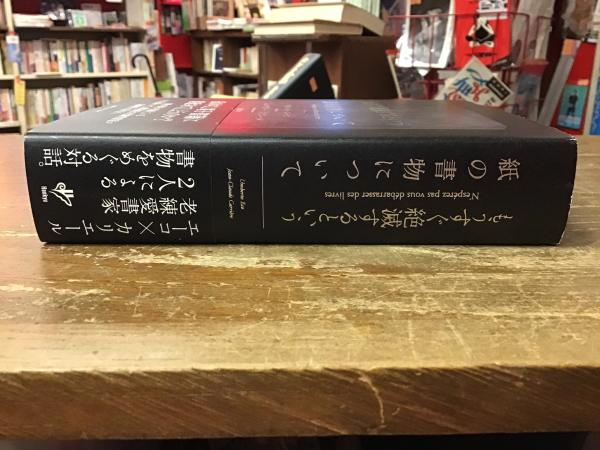 もうすぐ絶滅するという
紙の書物について
N'espérez pas vous débarrasser des livres
Umberto Eco
Jean-Claude Carrière
エーコ×カリエール
老練愛書家
2人による
書物をめぐる対話。